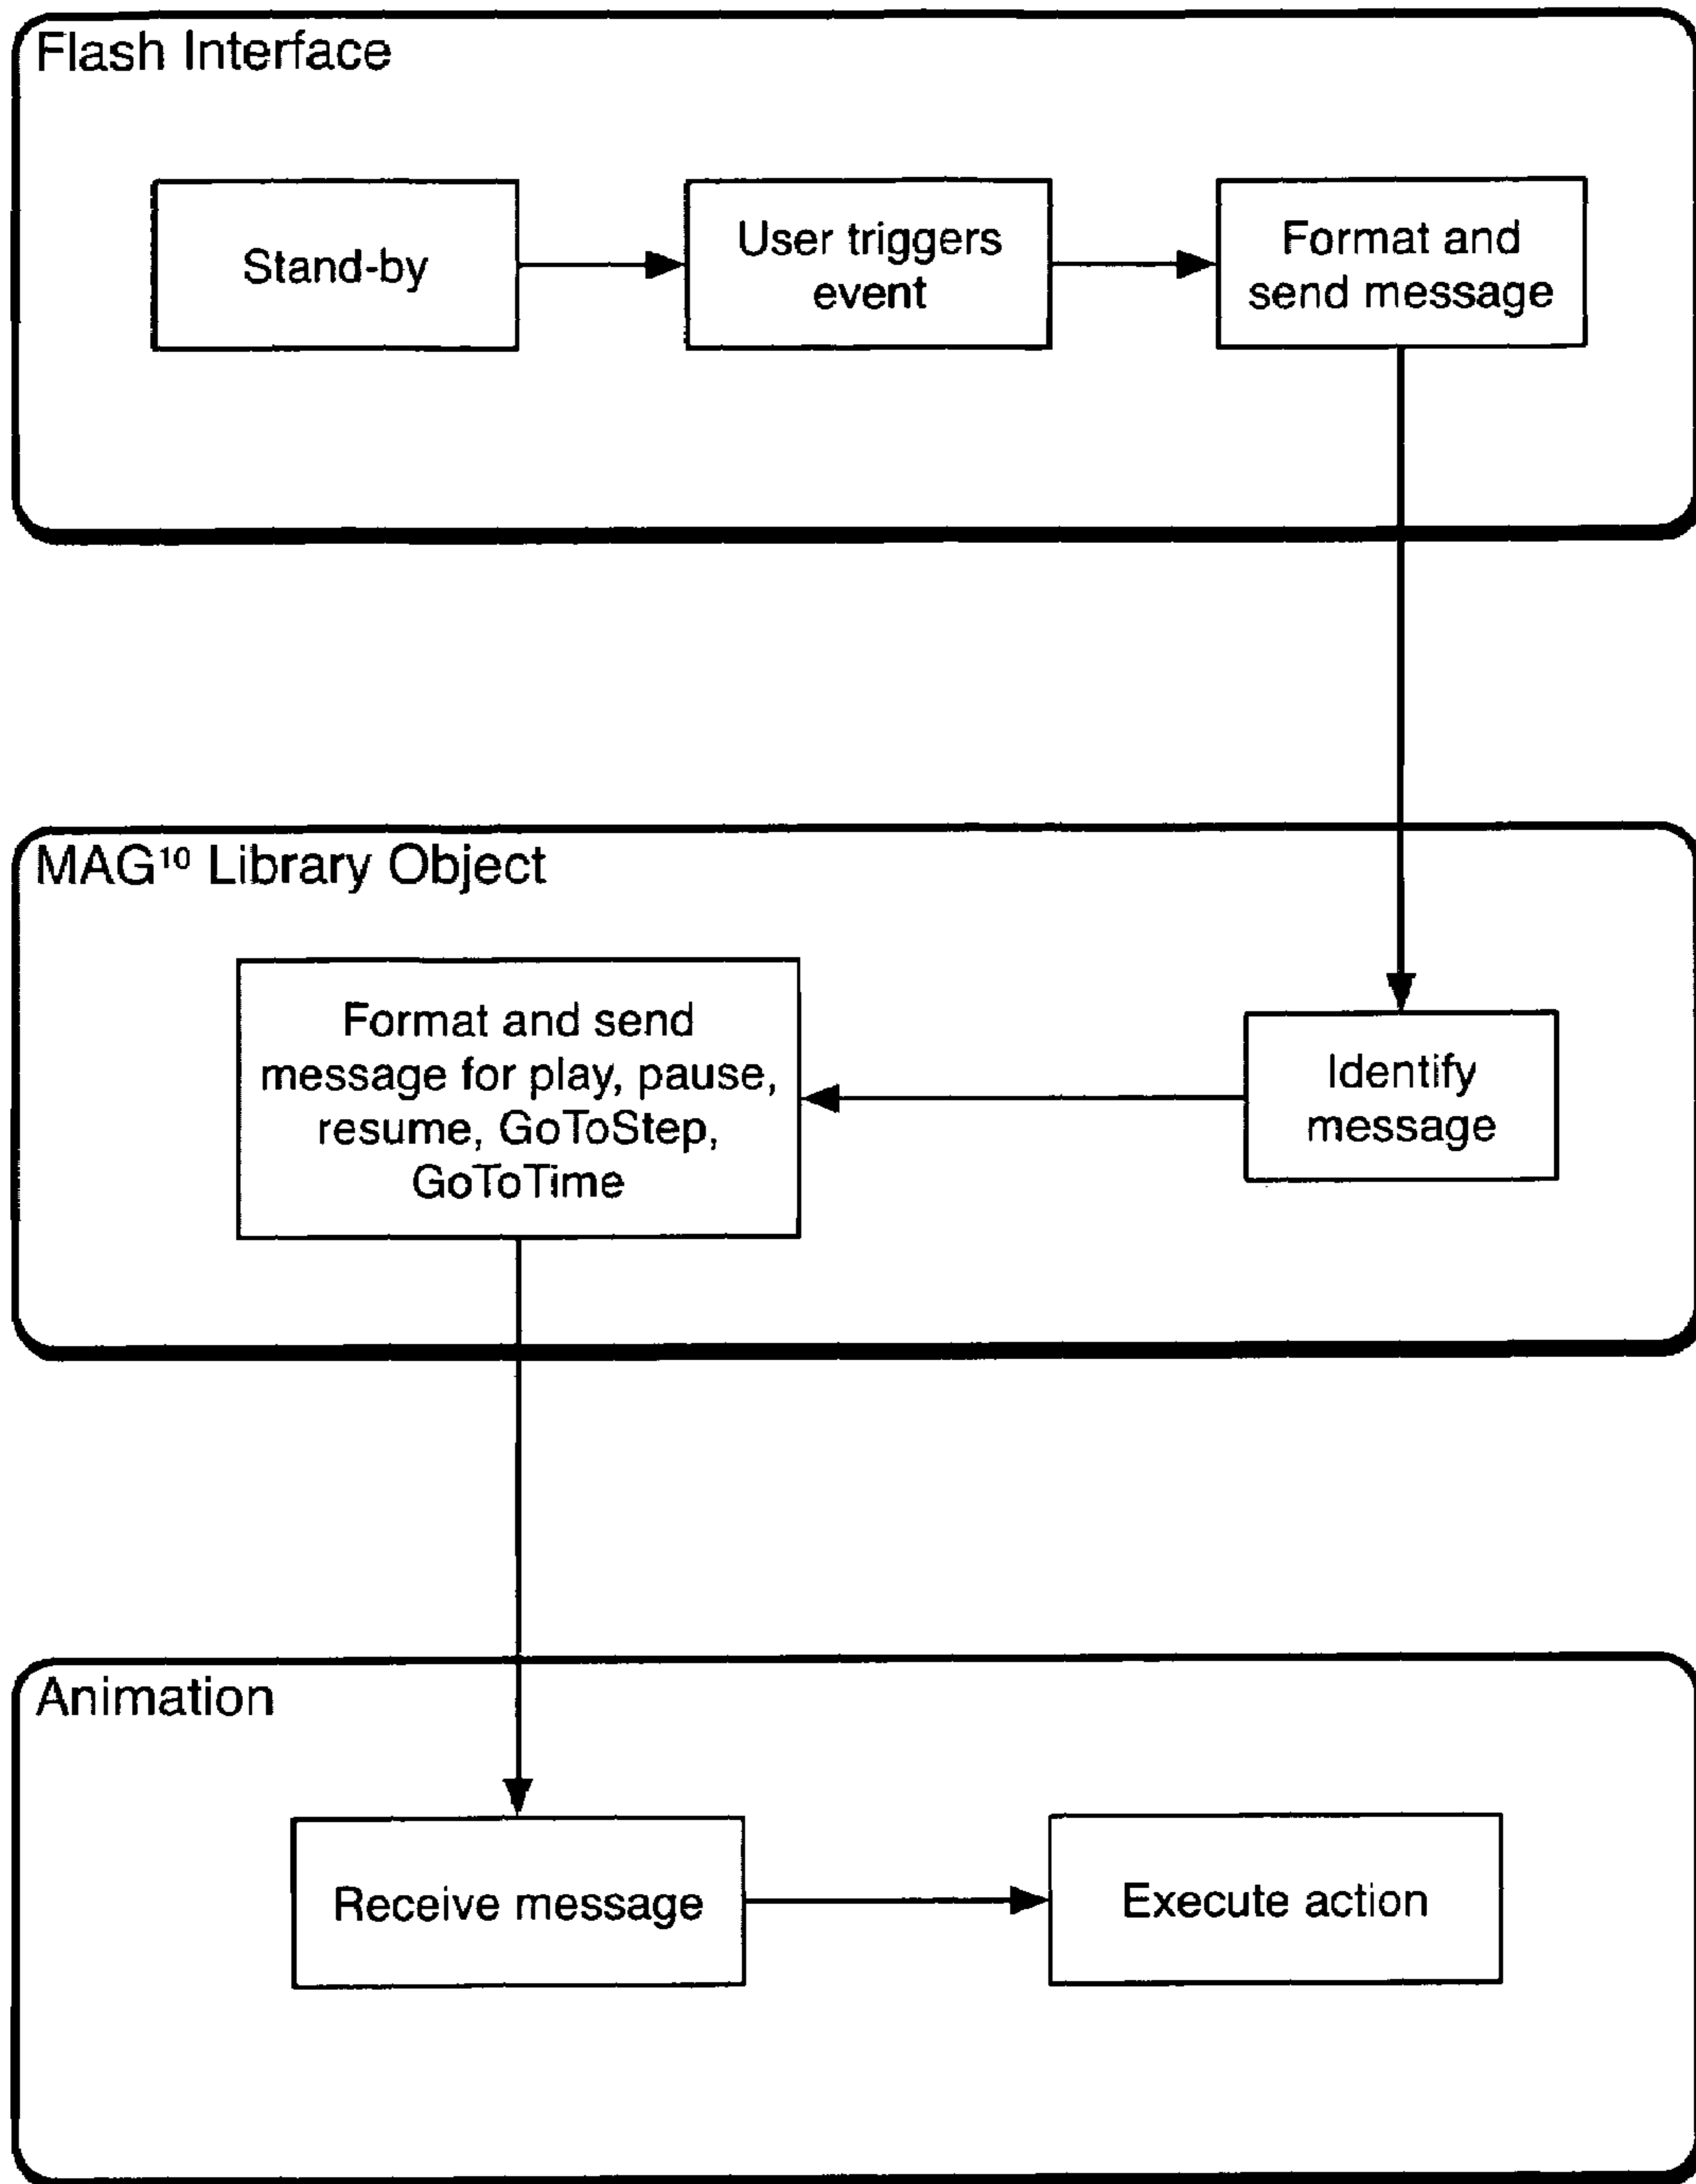 Flash Interface
Stand-by
User triggers
event
Format and
send message
MAG¹⁰ Library Object
Format and send
message for play, pause,
resume, GoToStep,
GoToTime
Identify
message
Animation
Receive message
Execute action